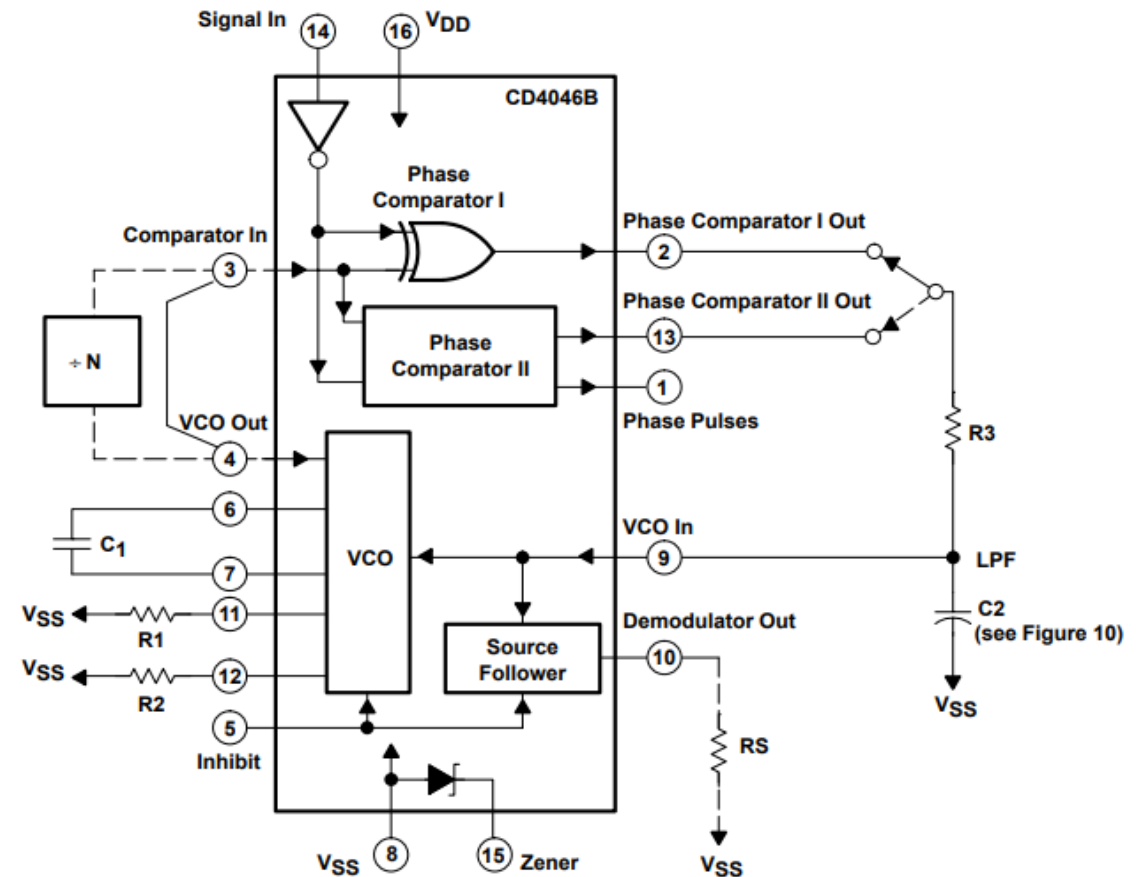 Signal In
14
16
VDD
CD4046B
Phase
Comparator I
Comparator In
3
Phase Comparator I Out
2
Phase Comparator II Out
13
÷ N
Phase
Comparator II
1
Phase Pulses
R3
VCO Out
4
6
C1
7
VCO
VCO In
9
LPF
C2
(see Figure 10)
VSS
VSS
R1
11
Demodulator Out
Source
Follower
10
VSS
R2
12
5
Inhibit
RS
VSS
8
15
Zener
VSS